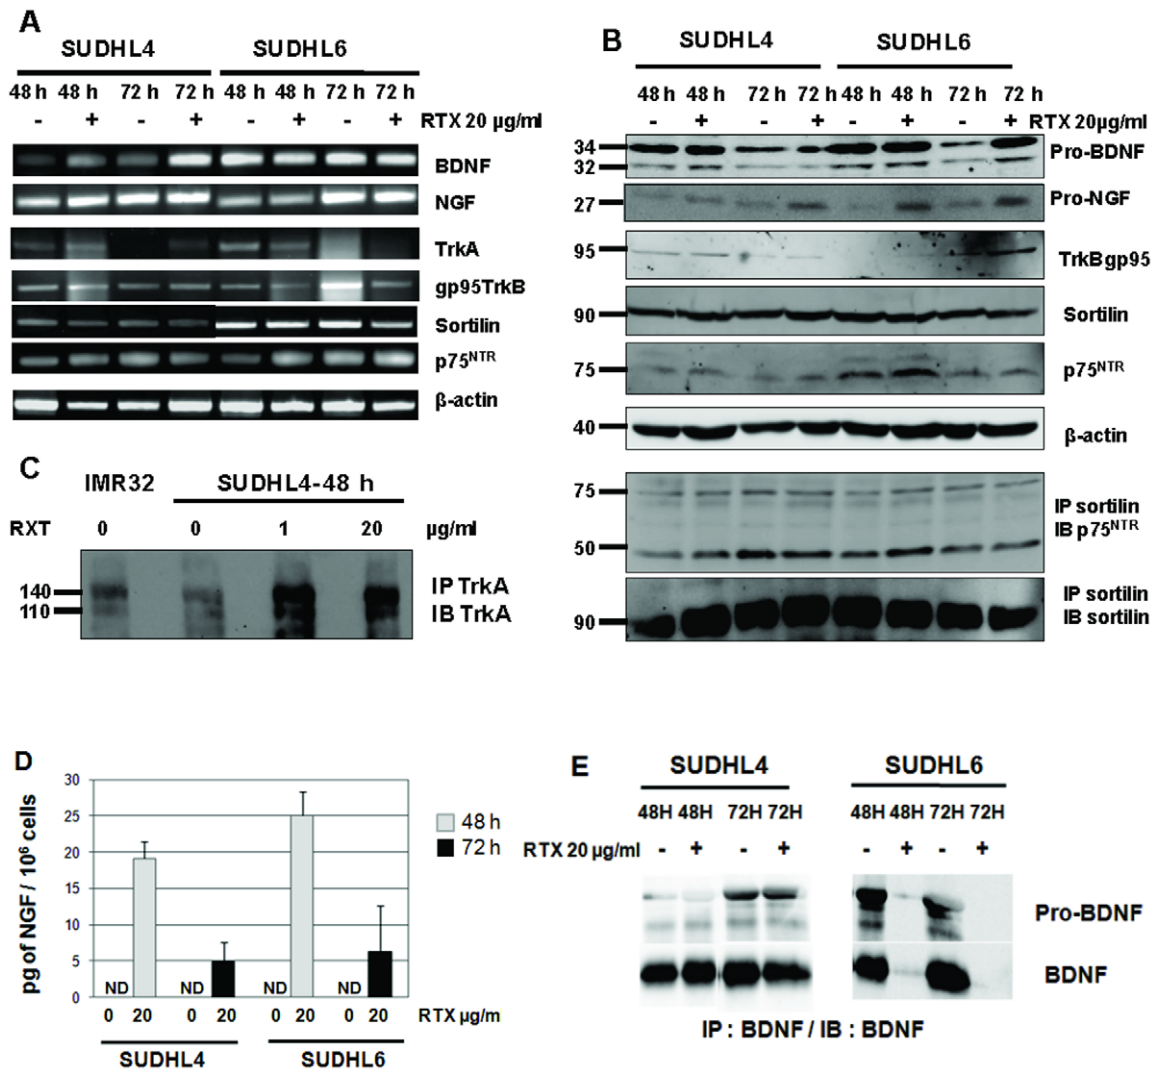 A
SUDHL4 SUDHL6
48 h 48 h 72 h 72 h 48 h 48 h 72 h 72 h
- + - + - + - + RTX 20 µg/ml
BDNF
NGF
TrkA
gp95TrkB
Sortilin
p75NTR
ß-actin
B
SUDHL4 SUDHL6
48 h 48 h 72 h 72 h 48 h 48 h 72 h 72 h
- + - + - + - + RTX 20µg/ml
34 Pro-BDNF
32
27 Pro-NGF
95 TrkBgp95
90 Sortilin
75 p75NTR
40 ß-actin
75 IP sortilin
50 IB p75NTR
IP sortilin
90 IB sortilin
C
IMR32 SUDHL4-48 h
RXT 0 0 1 20 µg/ml
140 IP TrkA
110 IB TrkA
D
pg of NGF / 10⁶ cells
30
25
20
15
10
5
0
ND ND ND ND
0 20 0 20 0 20 0 20 RTX µg/m
SUDHL4 SUDHL6
48 h
72 h
E
SUDHL4 SUDHL6
48H 48H 72H 72H 48H 48H 72H 72H
RTX 20 µg/ml - + - + - + - +
Pro-BDNF
BDNF
IP : BDNF / IB : BDNF